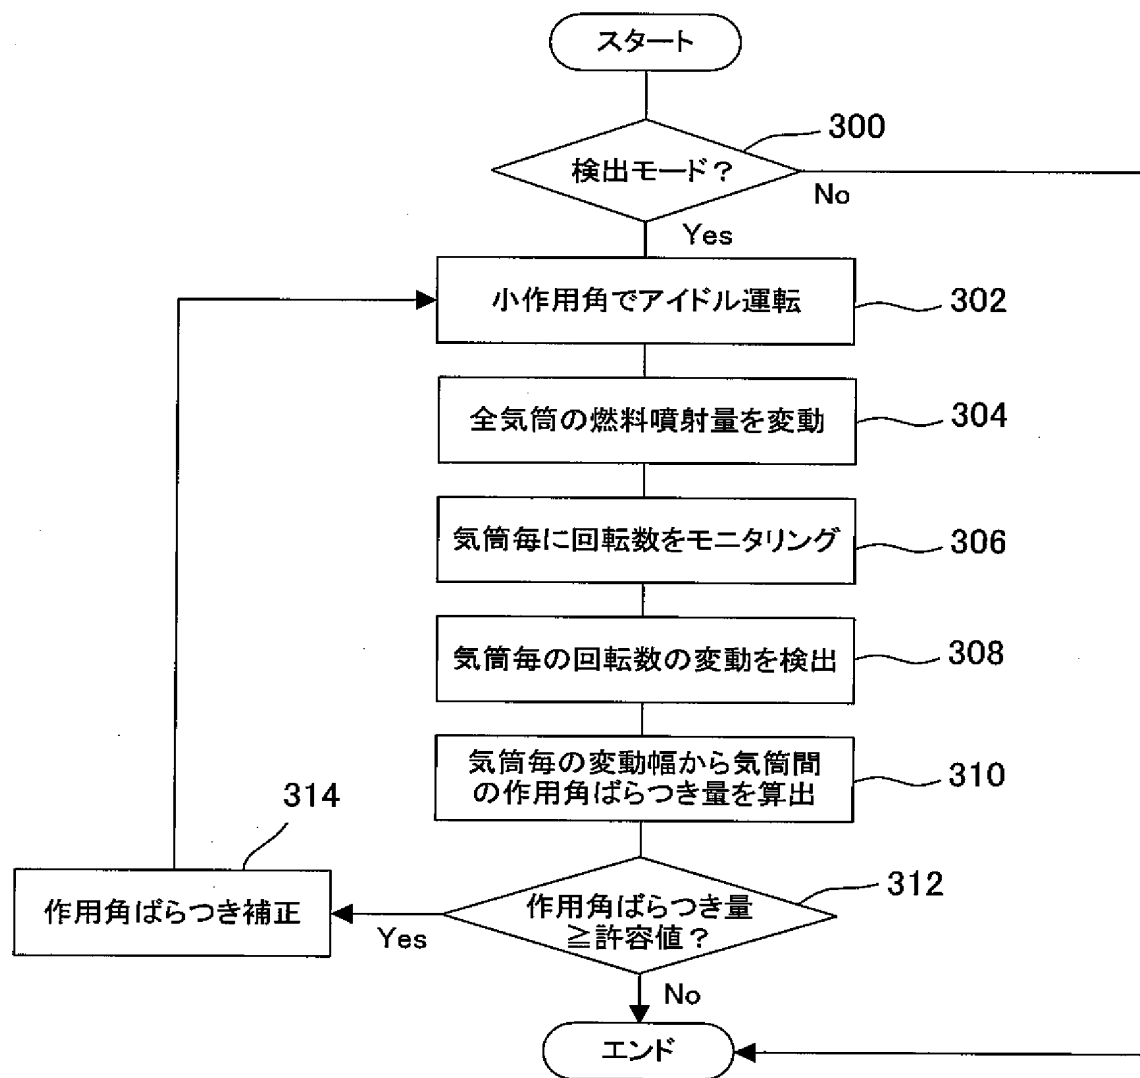 スタート
検出モード？
300
No
Yes
小作用角でアイドル運転
302
全気筒の燃料噴射量を変動
304
気筒毎に回転数をモニタリング
306
気筒毎の回転数の変動を検出
308
気筒毎の変動幅から気筒間
の作用角ばらつき量を算出
310
314
作用角ばらつき補正
作用角ばらつき量
≧許容値？
312
Yes
No
エンド